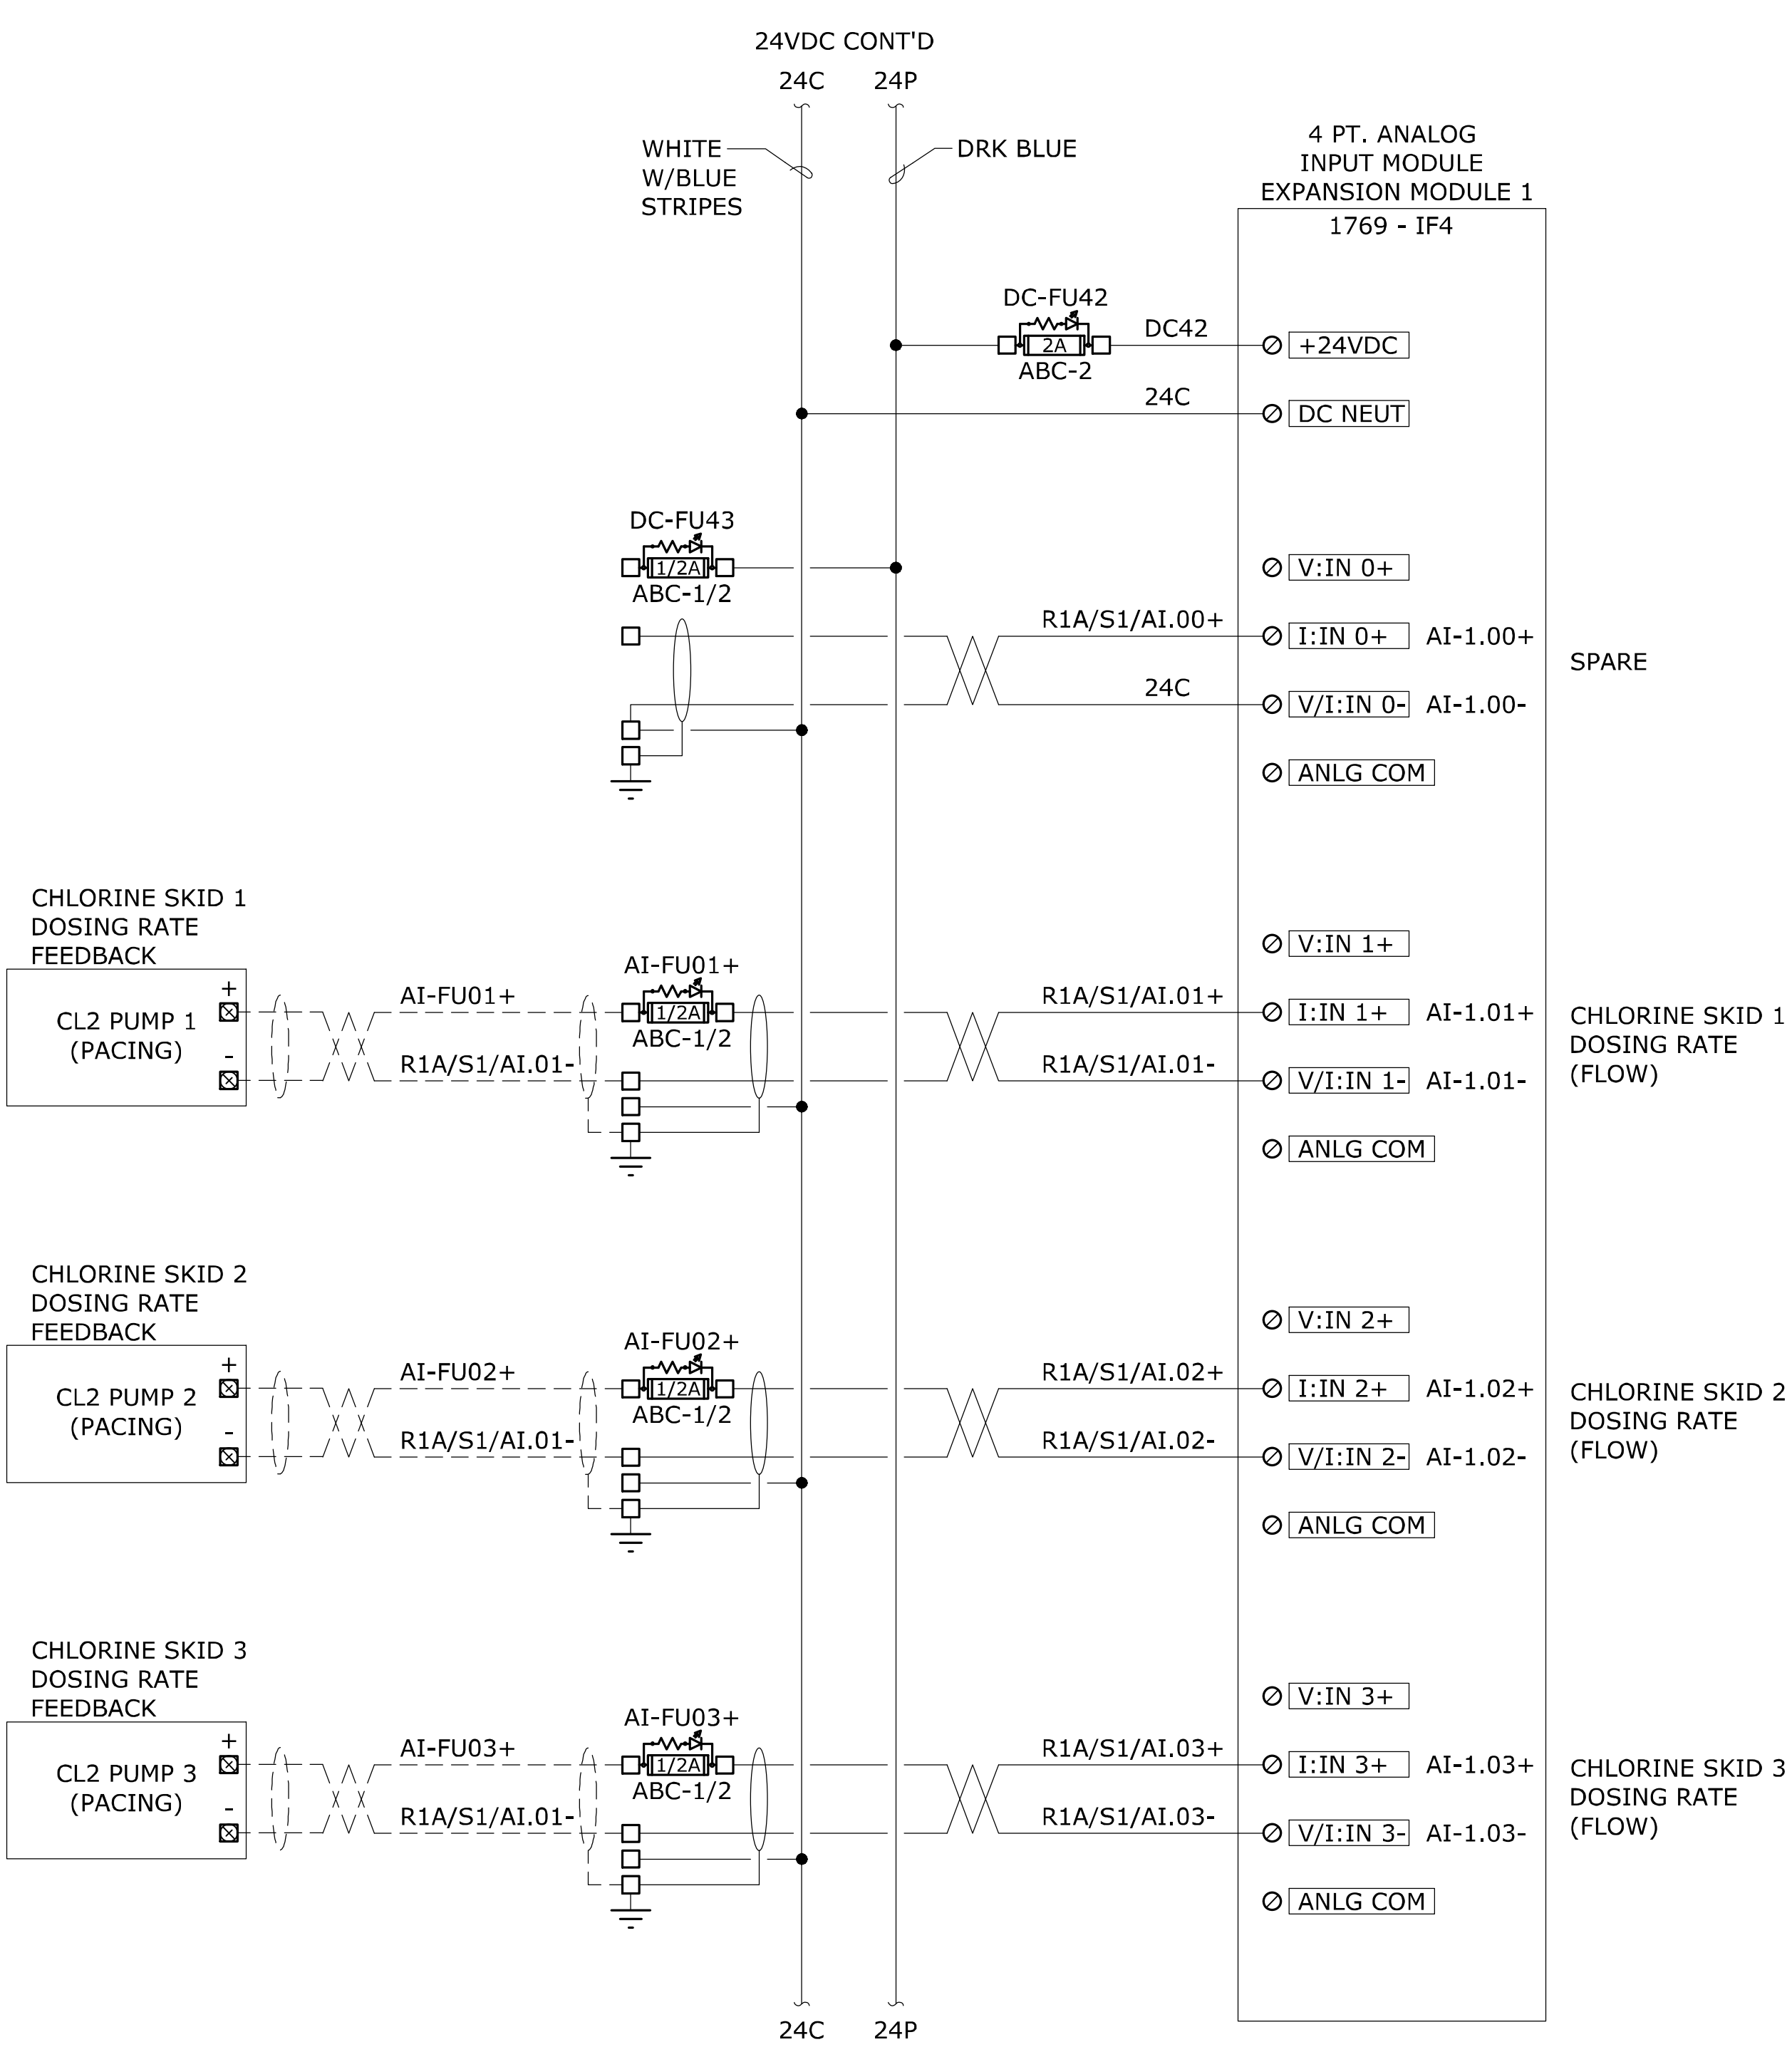 24VDC CONT'D
24C
24P
WHITE
W/BLUE
STRIPES
DRK BLUE
4 PT. ANALOG
INPUT MODULE
EXPANSION MODULE 1
1769 - IF4
DC-FU42
2A
ABC-2
DC42
+24VDC
24C
DC NEUT
DC-FU43
1/2A
ABC-1/2
V:IN 0+
R1A/S1/AI.00+
I:IN 0+
AI-1.00+
SPARE
24C
V/I:IN 0-
AI-1.00-
ANLG COM
CHLORINE SKID 1
DOSING RATE
FEEDBACK
+
CL2 PUMP 1
(PACING)
-
AI-FU01+
R1A/S1/AI.01-
AI-FU01+
1/2A
ABC-1/2
V:IN 1+
R1A/S1/AI.01+
I:IN 1+
AI-1.01+
R1A/S1/AI.01-
V/I:IN 1-
AI-1.01-
ANLG COM
CHLORINE SKID 1
DOSING RATE
(FLOW)
CHLORINE SKID 2
DOSING RATE
FEEDBACK
+
CL2 PUMP 2
(PACING)
-
AI-FU02+
R1A/S1/AI.01-
AI-FU02+
1/2A
ABC-1/2
V:IN 2+
R1A/S1/AI.02+
I:IN 2+
AI-1.02+
R1A/S1/AI.02-
V/I:IN 2-
AI-1.02-
ANLG COM
CHLORINE SKID 2
DOSING RATE
(FLOW)
CHLORINE SKID 3
DOSING RATE
FEEDBACK
+
CL2 PUMP 3
(PACING)
-
AI-FU03+
R1A/S1/AI.01-
AI-FU03+
1/2A
ABC-1/2
V:IN 3+
R1A/S1/AI.03+
I:IN 3+
AI-1.03+
R1A/S1/AI.03-
V/I:IN 3-
AI-1.03-
ANLG COM
CHLORINE SKID 3
DOSING RATE
(FLOW)
24C
24P